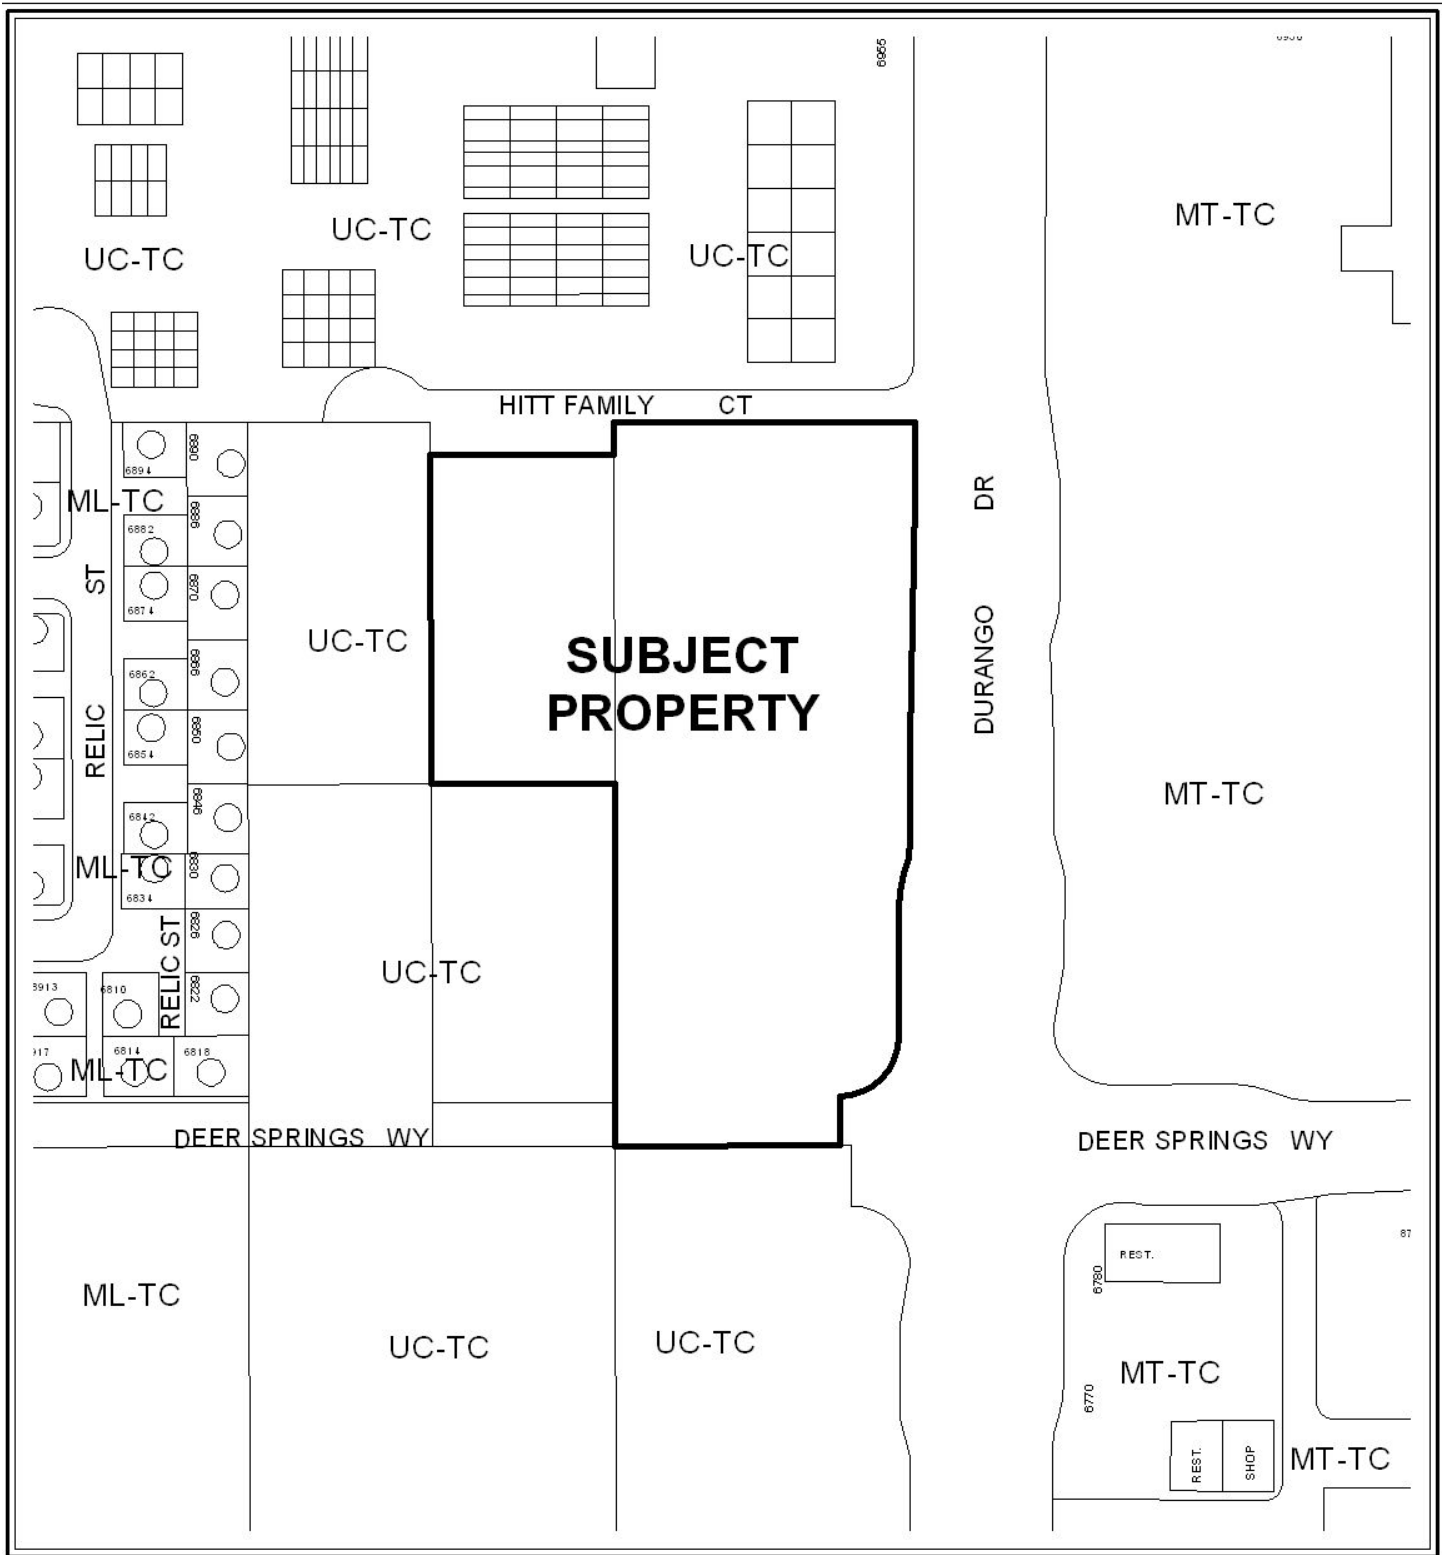 6955
UC-TC
UC-TC
UC-TC
MT-TC
HITT FAMILY CT
6894
6890
ML-TC
6886
6882
DR
ST
6870
6874
UC-TC
SUBJECT
PROPERTY
DURANGO
6862
6850
RELIC
6854
MT-TC
6846
6842
ML-TC
6830
6834
RELIC ST
6826
UC-TC
6822
6810
6814
6818
ML-TC
DEER SPRINGS WY
DEER SPRINGS WY
REST.
6780
ML-TC
UC-TC
UC-TC
MT-TC
6770
REST.
SHOP
MT-TC